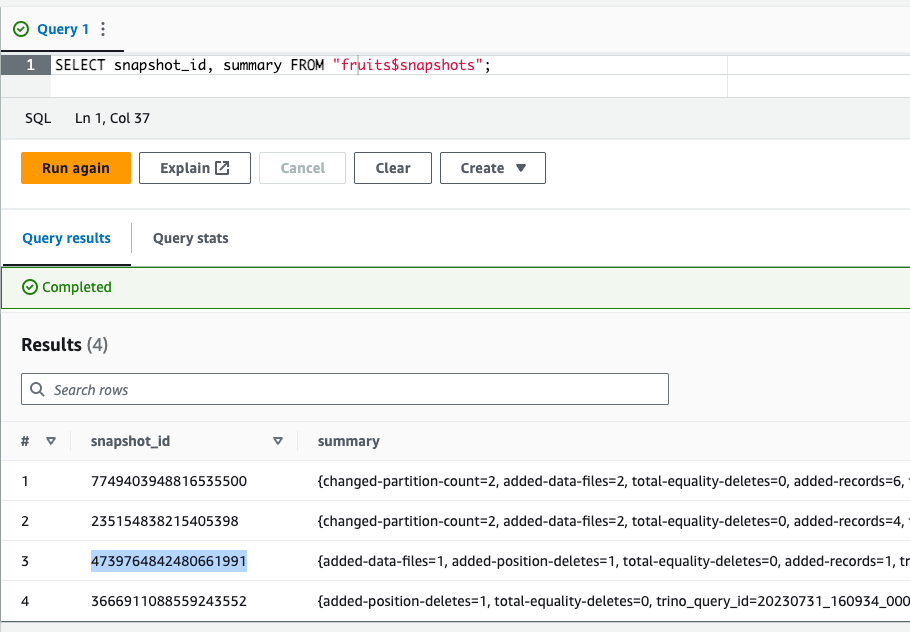 Query 1
1 SELECT snapshot_id, summary FROM "fruits$snapshots";
SQL Ln 1, Col 37
Run again Explain Cancel Clear Create
Query results Query stats
Completed
Results (4)
Search rows
# snapshot_id summary
1 7749403948816535500 {changed-partition-count=2, added-data-files=2, total-equality-deletes=0, added-records=6,
2 235154838215405398 {changed-partition-count=2, added-data-files=2, total-equality-deletes=0, added-records=4,
3 4739764842480661991 {added-data-files=1, added-position-deletes=1, total-equality-deletes=0, added-records=1, tr
4 3666911088559243552 {added-position-deletes=1, total-equality-deletes=0, trino_query_id=20230731_160934_000